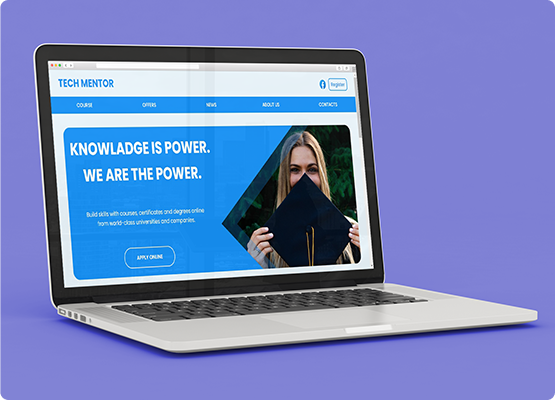 TECH MENTOR
Register
COURSE OFFERS NEWS ABOUT US CONTACTS
KNOWLADGE IS POWER.
WE ARE THE POWER.
Build skills with courses, certificates and degrees online
from world-class universities and companies.
APPLY ONLINE